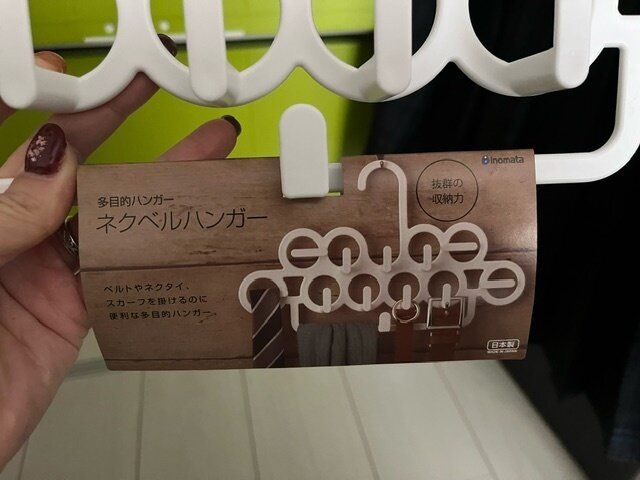 inomata
多目的ハンガー
ネクベルハンガー
抜群の
収納力
ベルトやネクタイ、
スカーフを掛けるのに
便利な多目的ハンガー。
日本製
MADE IN JAPAN